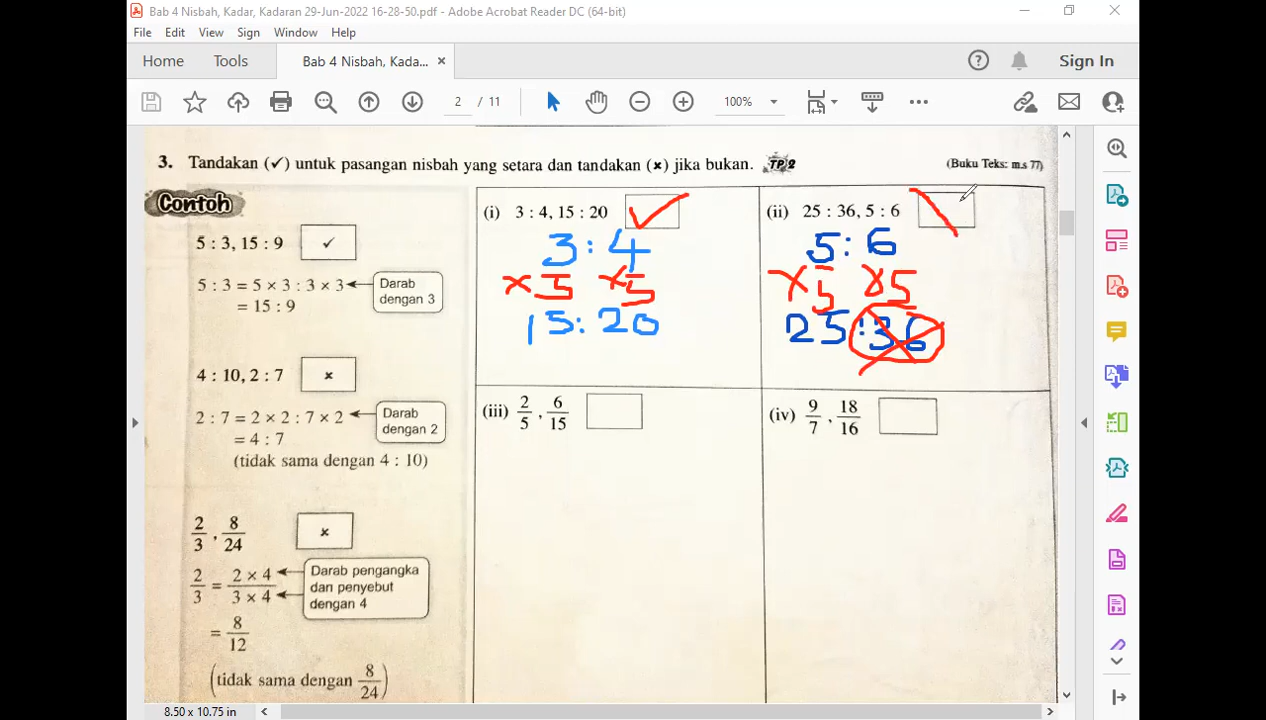 Bab 4 Nisbah, Kadar, Kadaran 29-Jun-2022 16-28-50.pdf - Adobe Acrobat Reader DC (64-bit)
File Edit View Sign Window Help
Home Tools Bab 4 Nisbah, Kada... × Sign In
2 / 11 100%
3. Tandakan (✓) untuk pasangan nisbah yang setara dan tandakan (×) jika bukan. TP 2 (Buku Teks: m.s 77)
Contoh
5 : 3, 15 : 9 ✓
5 : 3 = 5 × 3 : 3 × 3
= 15 : 9
Darab
dengan 3
4 : 10, 2 : 7 ×
2 : 7 = 2 × 2 : 7 × 2
= 4 : 7
(tidak sama dengan 4 : 10)
Darab
dengan 2
2/3, 8/24 ×
2/3 = 2 × 4/3 × 4
= 8/12
Darab pengangka
dan penyebut
dengan 4
(tidak sama dengan 8/24)
(i) 3 : 4, 15 : 20 ✓
3 : 4
×5 ×5
15 : 20
(ii) 25 : 36, 5 : 6
5 : 6
×5 ×5
25 : 36
(iii) 2/5, 6/15
(iv) 9/7, 18/16
8.50 x 10.75 in